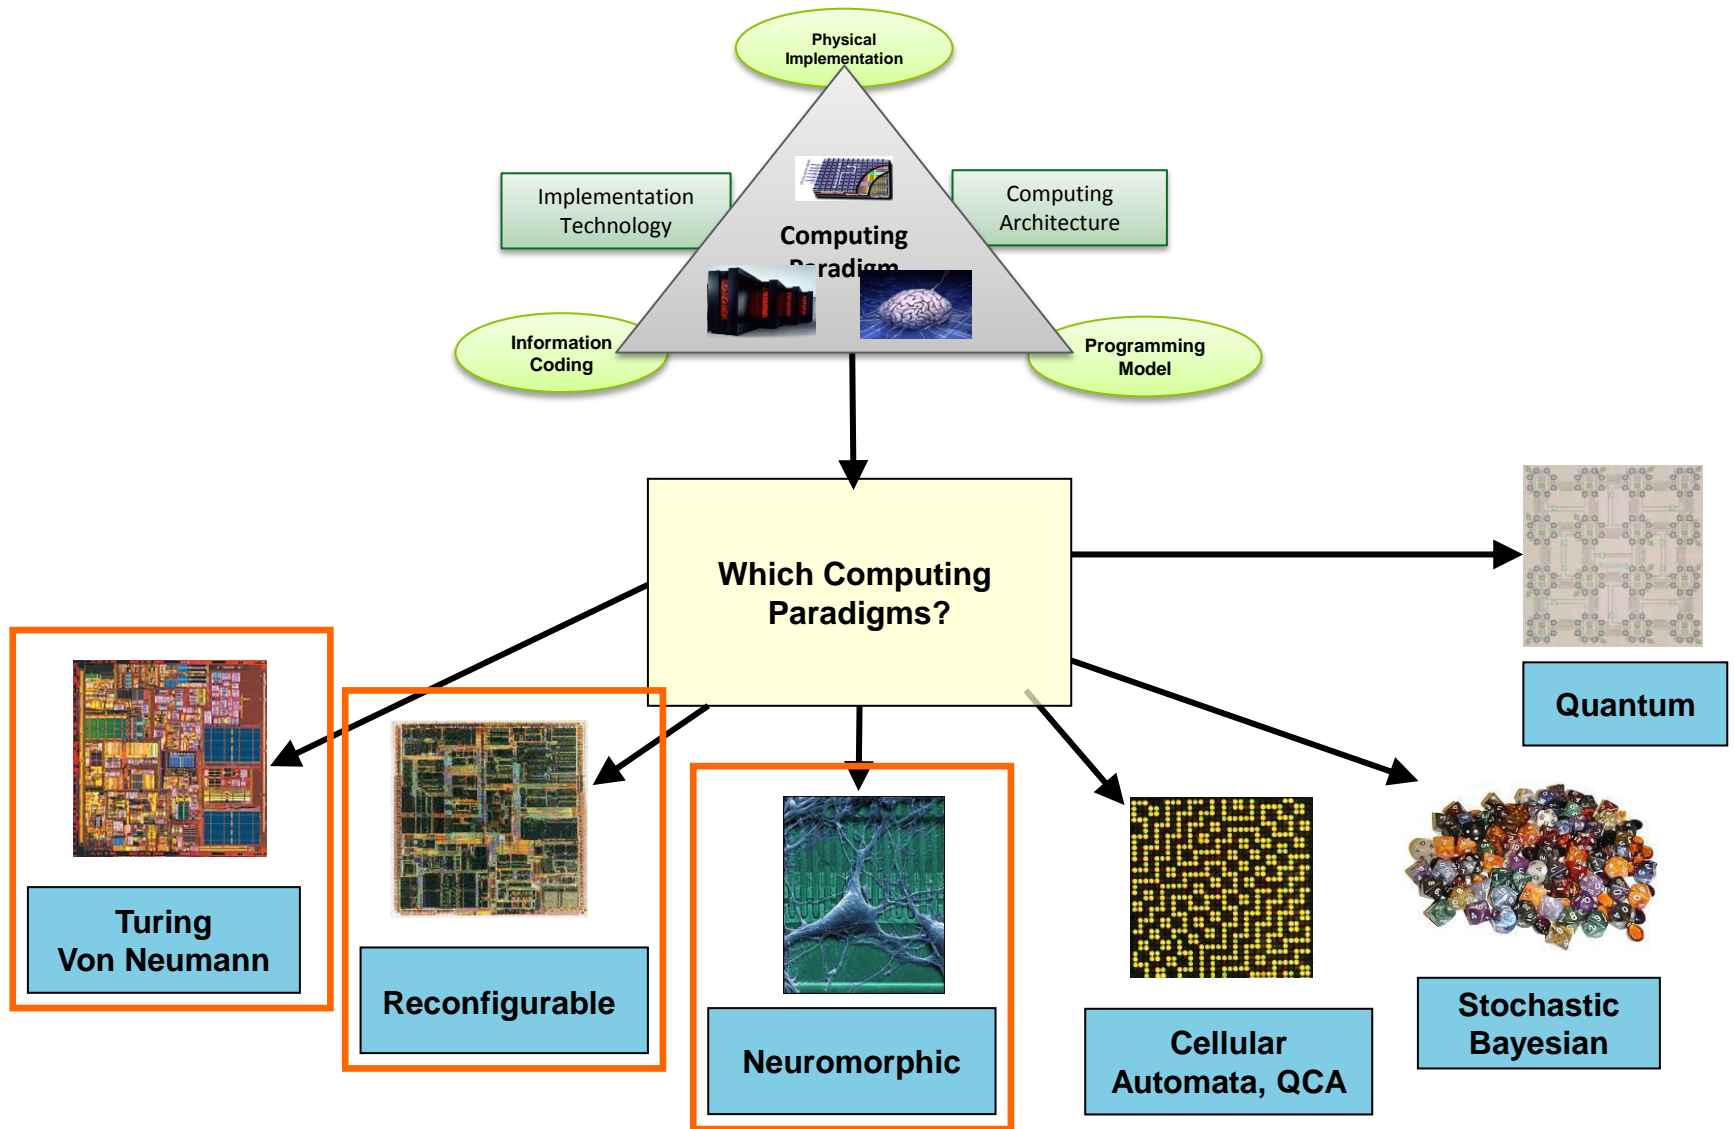 Physical
Implementation
Implementation
Technology
Computing
Architecture
Computing
Paradigm
Information
Coding
Programming
Model
Which Computing
Paradigms?
Quantum
Turing
Von Neumann
Reconfigurable
Neuromorphic
Cellular
Automata, QCA
Stochastic
Bayesian